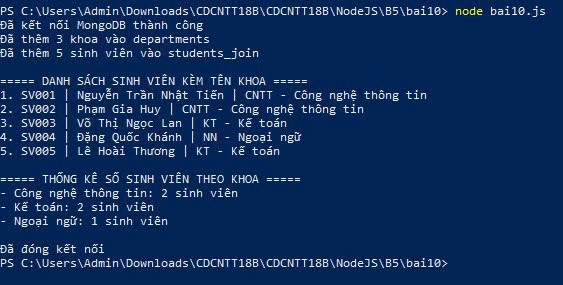 PS C:\Users\Admin\Downloads\CDCNTT18B\CDCNTT18B\NodeJS\B5\bai10> node bai10.js
Đã kết nối MongoDB thành công
Đã thêm 3 khoa vào departments
Đã thêm 5 sinh viên vào students_join
===== DANH SÁCH SINH VIÊN KÈM TÊN KHOA =====
1. SV001 | Nguyễn Trần Nhật Tiến | CNTT - Công nghệ thông tin
2. SV002 | Phạm Gia Huy | CNTT - Công nghệ thông tin
3. SV003 | Võ Thị Ngọc Lan | KT - Kế toán
4. SV004 | Đặng Quốc Khánh | NN - Ngoại ngữ
5. SV005 | Lê Hoài Thương | KT - Kế toán
===== THỐNG KÊ SỐ SINH VIÊN THEO KHOA =====
- Công nghệ thông tin: 2 sinh viên
- Kế toán: 2 sinh viên
- Ngoại ngữ: 1 sinh viên
Đã đóng kết nối
PS C:\Users\Admin\Downloads\CDCNTT18B\CDCNTT18B\NodeJS\B5\bai10>